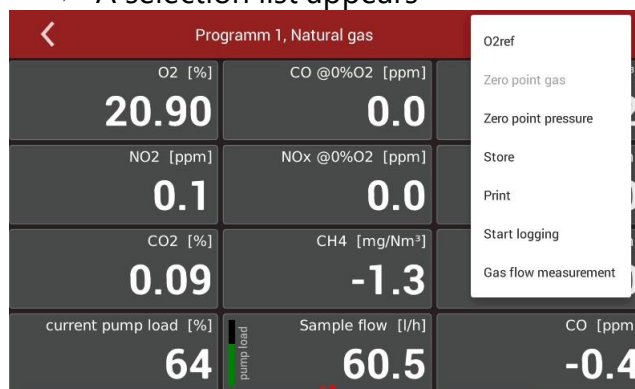 A selection list appears
Programm 1, Natural gas
O2ref
Zero point gas
Zero point pressure
Store
Print
Start logging
Gas flow measurement
O2 [%]
CO @0%O2 [ppm]
20.90
0.0
NO2 [ppm]
NOx @0%O2 [ppm]
0.1
0.0
CO2 [%]
CH4 [mg/Nm³]
0.09
-1.3
current pump load [%]
pump load
Sample flow [l/h]
CO [ppm
64
60.5
-0.4